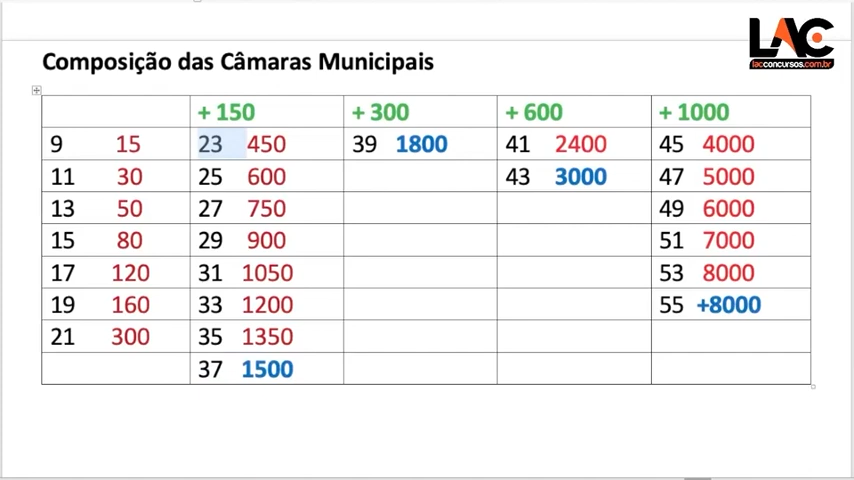 LAC
lacconcursos.com.br
Composição das Câmaras Municipais
+ 150 + 300 + 600 + 1000
9 15 23 450 39 1800 41 2400 45 4000
11 30 25 600 43 3000 47 5000
13 50 27 750 49 6000
15 80 29 900 51 7000
17 120 31 1050 53 8000
19 160 33 1200 55 +8000
21 300 35 1350
37 1500